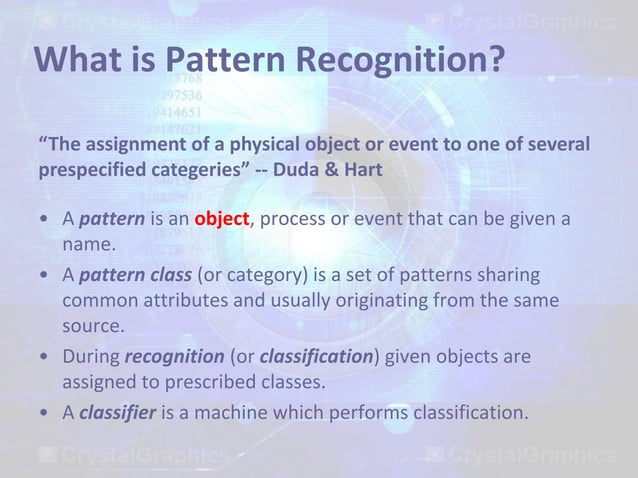 CrystalGraphics CrystalGraphics
What is Pattern Recognition?
“The assignment of a physical object or event to one of several
prespecified categeries” -- Duda & Hart
• A pattern is an object, process or event that can be given a
name.
• A pattern class (or category) is a set of patterns sharing
common attributes and usually originating from the same
source.
• During recognition (or classification) given objects are
assigned to prescribed classes.
• A classifier is a machine which performs classification.
CrystalGraphics CrystalGraphics